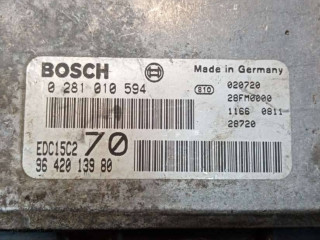 BOSCH
Made in Germany
0 281 010 594
e10
020720
28FM0000
1166 0811
28720
EDC15C2
70
96 420 139 80